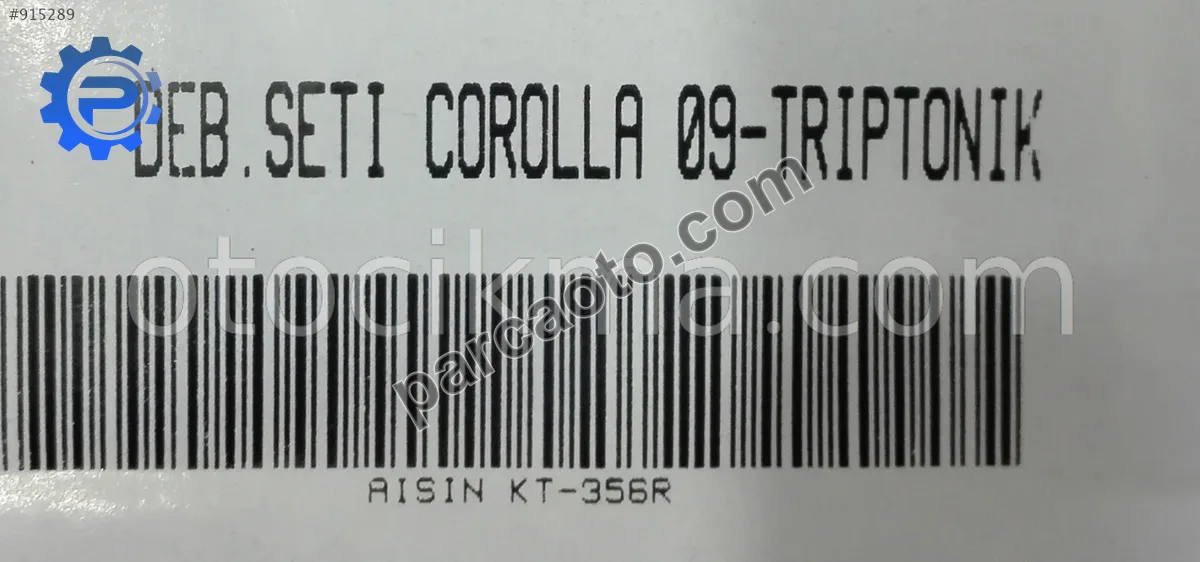 #915289
DEB.SETI COROLLA 09-TRIPTONIK
otocikma.com
parcaoto.com
AISIN KT-356R